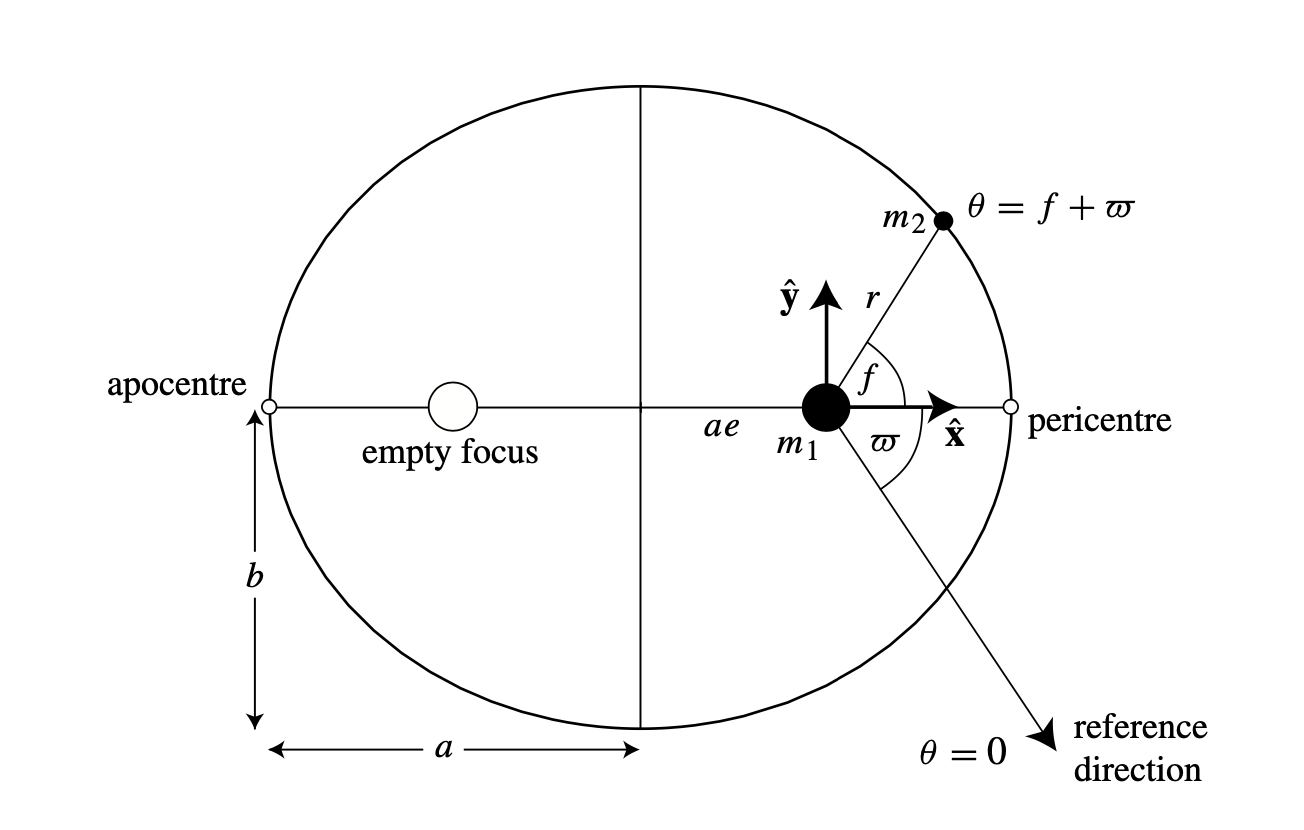 m₂
θ = f + ϖ
ŷ
r
apocentre
f
ae
m₁
ϖ
x̂
pericentre
empty focus
b
a
θ = 0
reference
direction